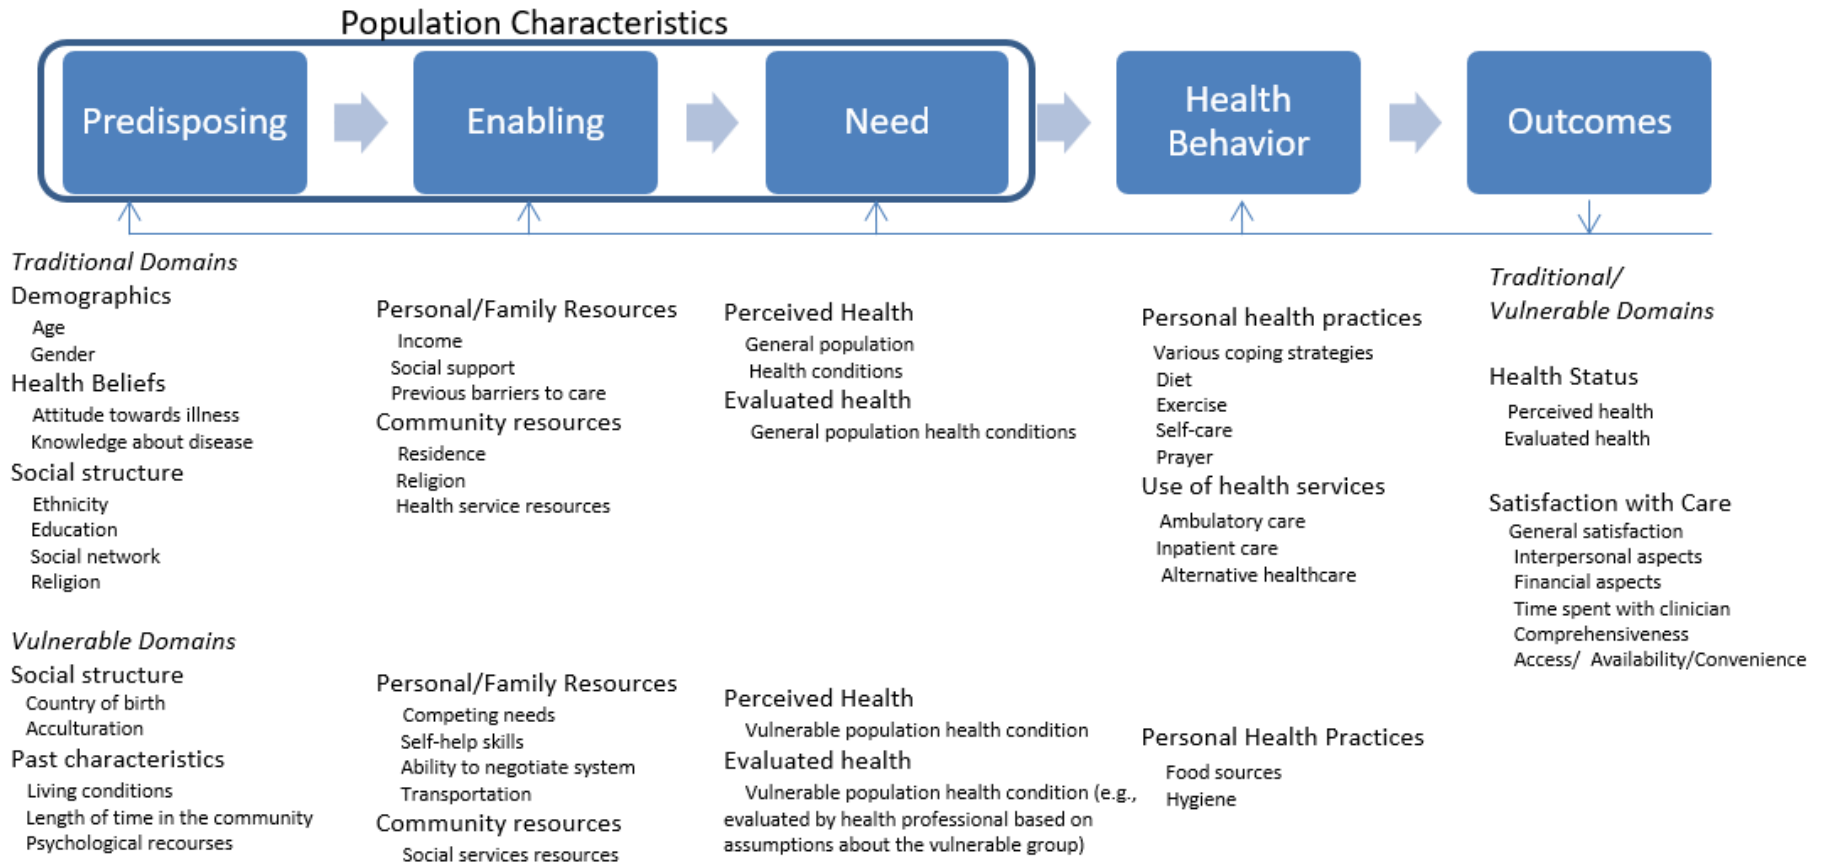 Population Characteristics
Predisposing
Enabling
Need
Health
Behavior
Outcomes
Traditional Domains
Demographics
Age
Gender
Health Beliefs
Attitude towards illness
Knowledge about disease
Social structure
Ethnicity
Education
Social network
Religion
Vulnerable Domains
Social structure
Country of birth
Acculturation
Past characteristics
Living conditions
Length of time in the community
Psychological recourses
Personal/Family Resources
Income
Social support
Previous barriers to care
Community resources
Residence
Religion
Health service resources
Personal/Family Resources
Competing needs
Self-help skills
Ability to negotiate system
Transportation
Community resources
Social services resources
Perceived Health
General population
Health conditions
Evaluated health
General population health conditions
Perceived Health
Vulnerable population health condition
Evaluated health
Vulnerable population health condition (e.g.,
evaluated by health professional based on
assumptions about the vulnerable group)
Personal health practices
Various coping strategies
Diet
Exercise
Self-care
Prayer
Use of health services
Ambulatory care
Inpatient care
Alternative healthcare
Personal Health Practices
Food sources
Hygiene
Traditional/
Vulnerable Domains
Health Status
Perceived health
Evaluated health
Satisfaction with Care
General satisfaction
Interpersonal aspects
Financial aspects
Time spent with clinician
Comprehensiveness
Access/ Availability/Convenience